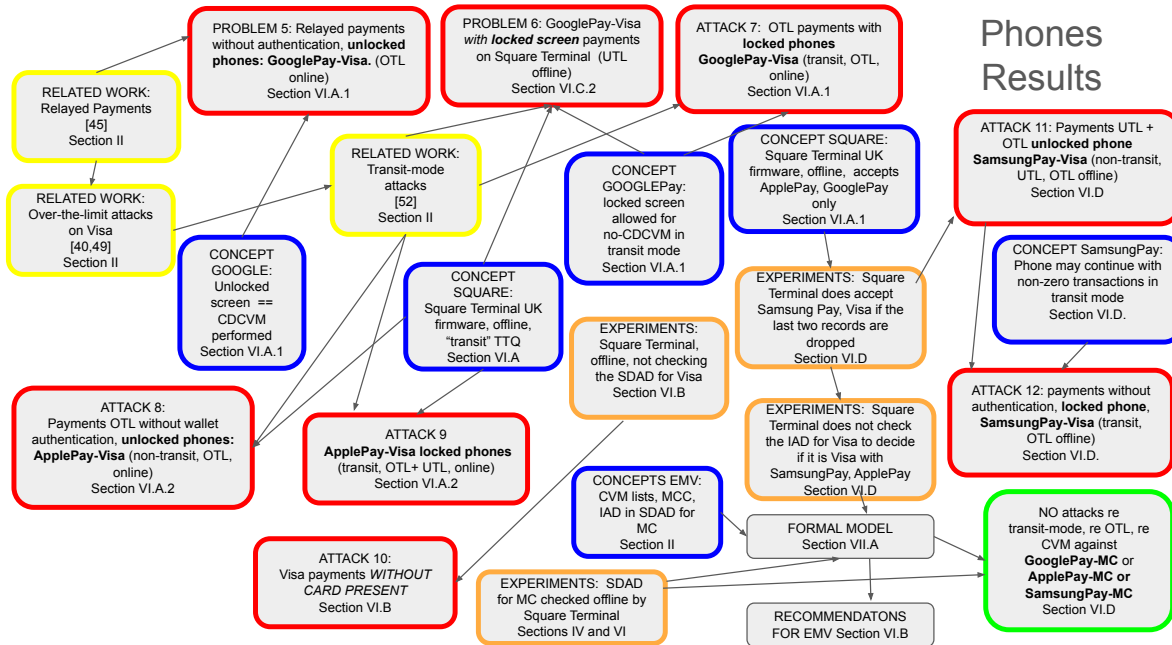 Phones
Results
PROBLEM 5: Relayed payments
without authentication, unlocked
phones: GooglePay-Visa. (OTL
online)
Section VI.A.1
PROBLEM 6: GooglePay-Visa
with locked screen payments
on Square Terminal (UTL
offline)
Section VI.C.2
ATTACK 7: OTL payments with
locked phones
GooglePay-Visa (transit, OTL,
online)
Section VI.A.1
RELATED WORK:
Relayed Payments
[45]
Section II
RELATED WORK:
Over-the-limit attacks
on Visa
[40,49]
Section II
RELATED WORK:
Transit-mode
attacks
[52]
Section II
CONCEPT
GOOGLE:
Unlocked
screen ==
CDCVM
performed
Section VI.A.1
CONCEPT
SQUARE:
Square Terminal UK
firmware, offline,
“transit” TTQ
Section VI.A
CONCEPT
GOOGLEPay:
locked screen
allowed for
no-CDCVM in
transit mode
Section VI.A.1
CONCEPT SQUARE:
Square Terminal UK
firmware, offline, accepts
ApplePay, GooglePay
only
Section VI.A.1
ATTACK 11: Payments UTL +
OTL unlocked phone
SamsungPay-Visa (non-transit,
UTL, OTL offline)
Section VI.D
CONCEPT SamsungPay:
Phone may continue with
non-zero transactions in
transit mode
Section VI.D.
EXPERIMENTS: Square
Terminal does accept
Samsung Pay, Visa if the
last two records are
dropped
Section VI.D
EXPERIMENTS:
Square Terminal,
offline, not checking
the SDAD for Visa
Section VI.B
ATTACK 8:
Payments OTL without wallet
authentication, unlocked phones:
ApplePay-Visa (non-transit, OTL,
online)
Section VI.A.2
ATTACK 9
ApplePay-Visa locked phones
(transit, OTL+ UTL, online)
Section VI.A.2
EXPERIMENTS: Square
Terminal does not check
the IAD for Visa to decide
if it is Visa with
SamsungPay, ApplePay
Section VI.D
ATTACK 12: payments without
authentication, locked phone,
SamsungPay-Visa (transit,
OTL offline)
Section VI.D.
CONCEPTS EMV:
CVM lists, MCC,
IAD in SDAD for
MC
Section II
FORMAL MODEL
Section VII.A
NO attacks re
transit-mode, re OTL, re
CVM against
GooglePay-MC or
ApplePay-MC or
SamsungPay-MC
Section VI.D
ATTACK 10:
Visa payments WITHOUT
CARD PRESENT
Section VI.B
EXPERIMENTS: SDAD
for MC checked offline by
Square Terminal
Sections IV and VI
RECOMMENDATONS
FOR EMV Section VI.B